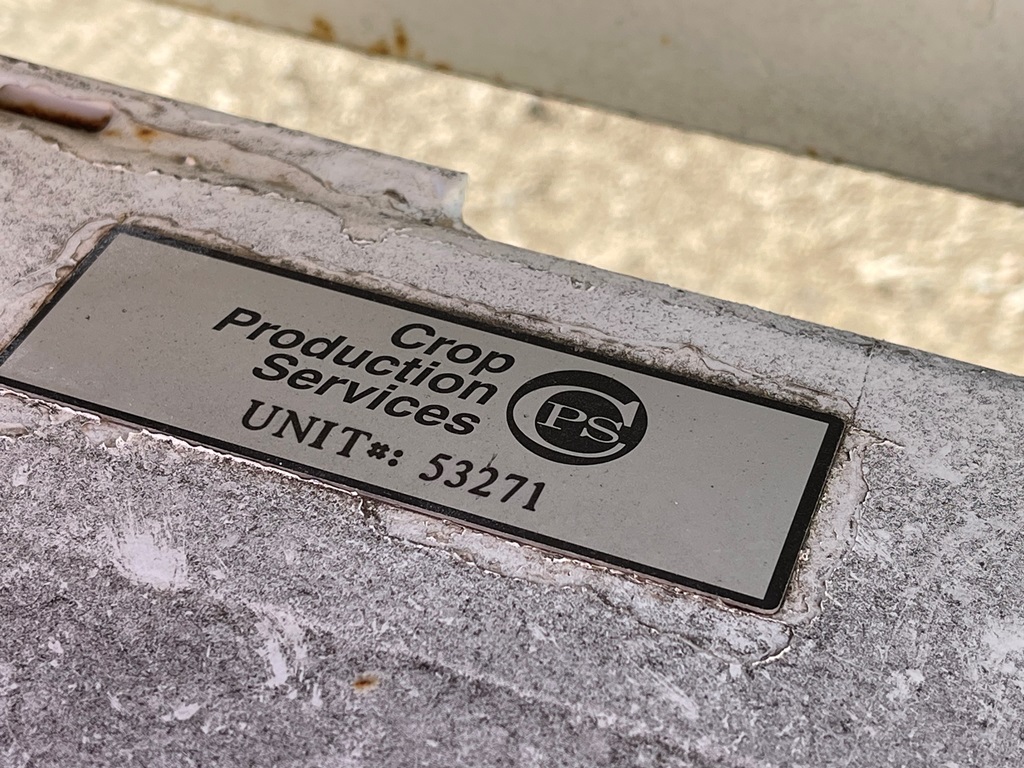 Crop
Production
Services
CPS
UNIT#: 53271